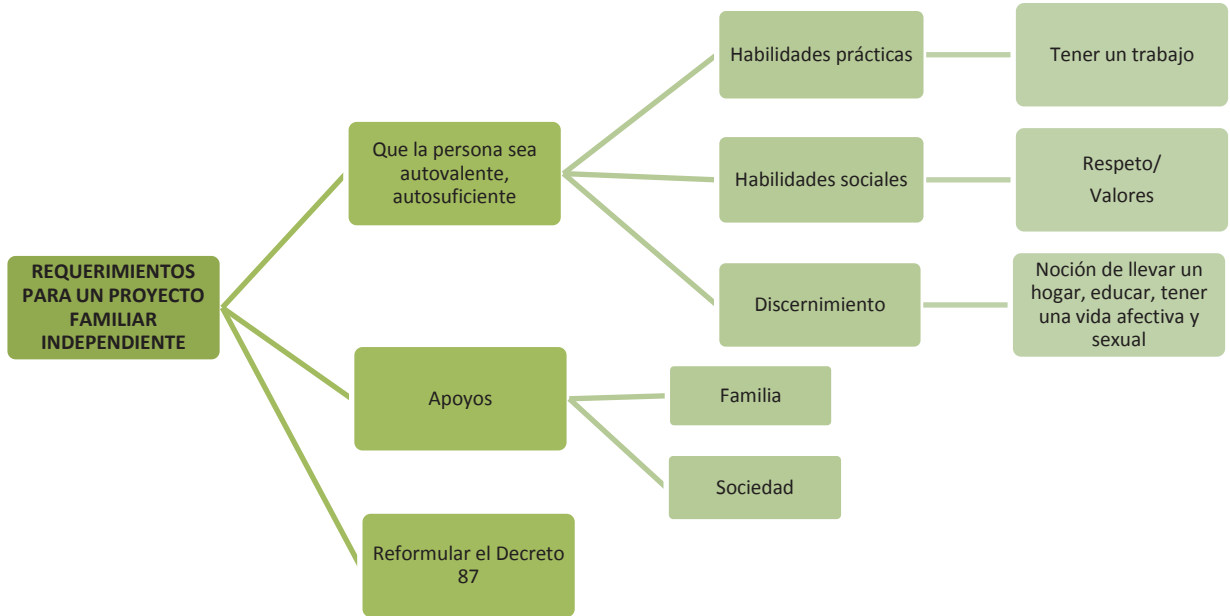 REQUERIMIENTOS
PARA UN PROYECTO
FAMILIAR
INDEPENDIENTE
Que la persona sea
autovalente,
autosuficiente
Habilidades prácticas
Tener un trabajo
Habilidades sociales
Respeto/
Valores
Discernimiento
Noción de llevar un
hogar, educar, tener
una vida afectiva y
sexual
Apoyos
Familia
Sociedad
Reformular el Decreto
87